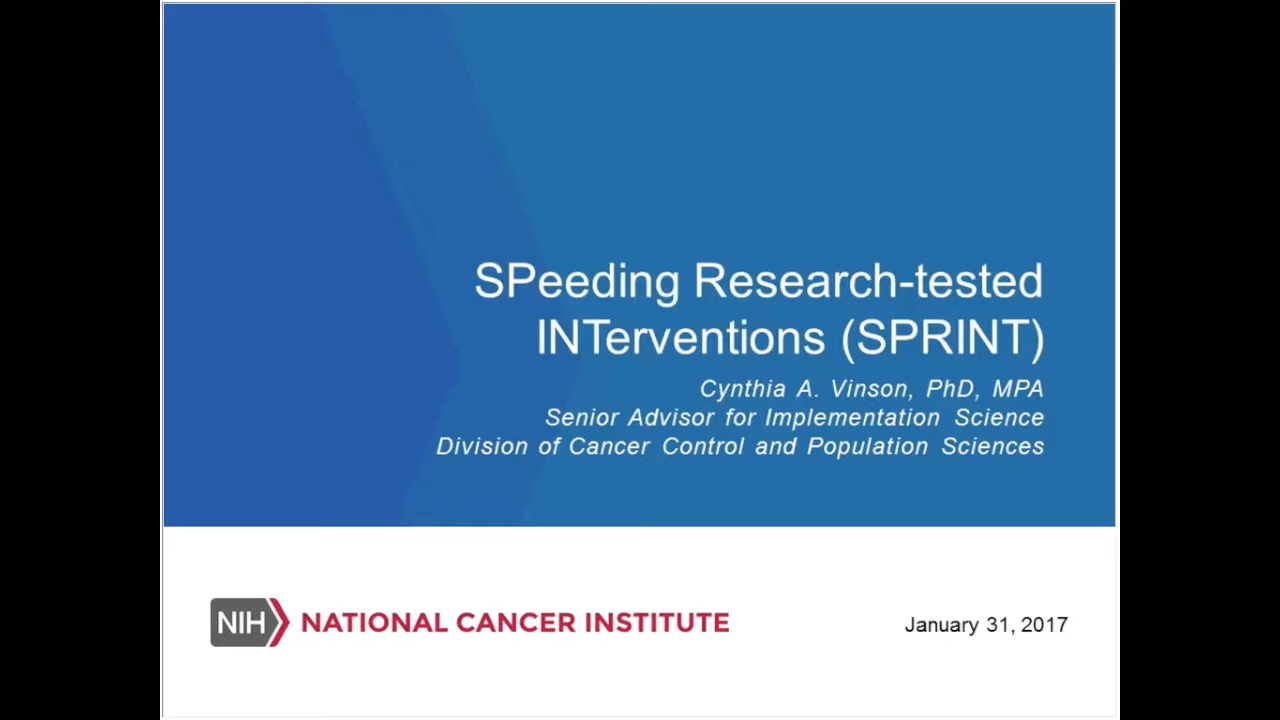 SPeeding Research-tested
INTerventions (SPRINT)
Cynthia A. Vinson, PhD, MPA
Senior Advisor for Implementation Science
Division of Cancer Control and Population Sciences
NIH NATIONAL CANCER INSTITUTE
January 31, 2017